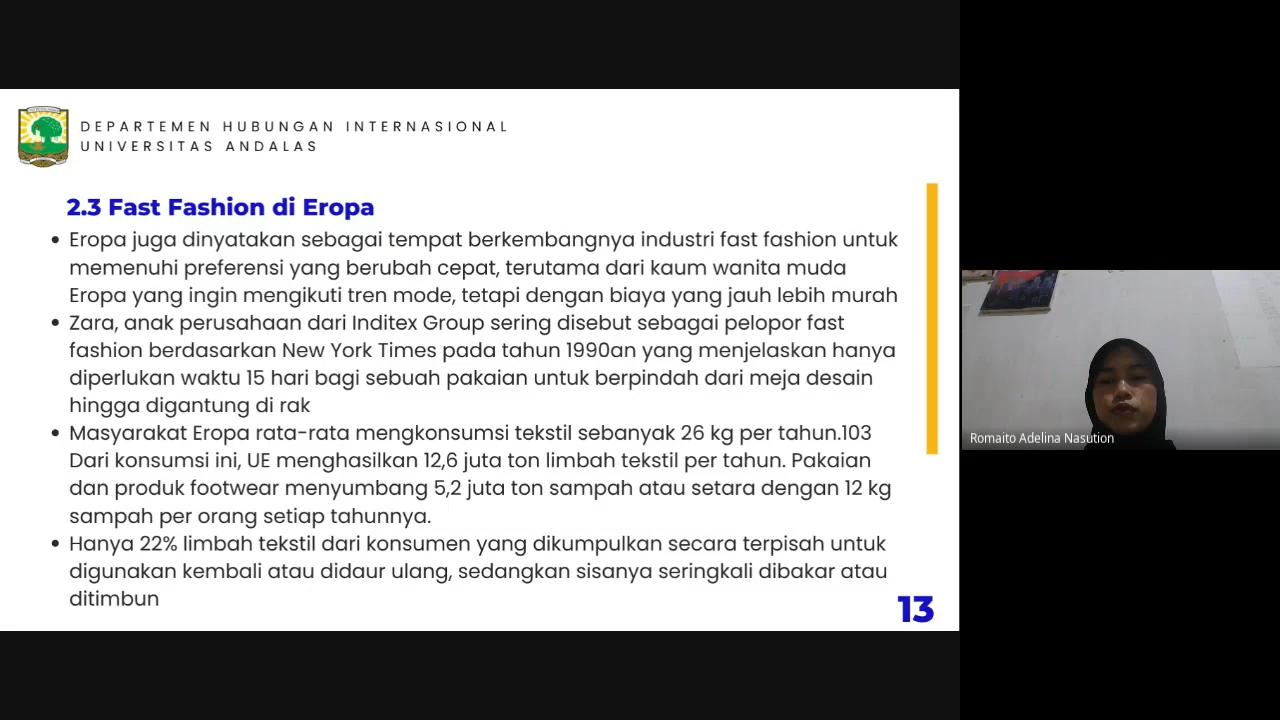 DEPARTEMEN HUBUNGAN INTERNASIONAL
UNIVERSITAS ANDALAS
2.3 Fast Fashion di Eropa
• Eropa juga dinyatakan sebagai tempat berkembangnya industri fast fashion untuk
memenuhi preferensi yang berubah cepat, terutama dari kaum wanita muda
Eropa yang ingin mengikuti tren mode, tetapi dengan biaya yang jauh lebih murah
• Zara, anak perusahaan dari Inditex Group sering disebut sebagai pelopor fast
fashion berdasarkan New York Times pada tahun 1990an yang menjelaskan hanya
diperlukan waktu 15 hari bagi sebuah pakaian untuk berpindah dari meja desain
hingga digantung di rak
• Masyarakat Eropa rata-rata mengkonsumsi tekstil sebanyak 26 kg per tahun.103
Dari konsumsi ini, UE menghasilkan 12,6 juta ton limbah tekstil per tahun. Pakaian
dan produk footwear menyumbang 5,2 juta ton sampah atau setara dengan 12 kg
sampah per orang setiap tahunnya.
• Hanya 22% limbah tekstil dari konsumen yang dikumpulkan secara terpisah untuk
digunakan kembali atau didaur ulang, sedangkan sisanya seringkali dibakar atau
ditimbun
13
Romaito Adelina Nasution